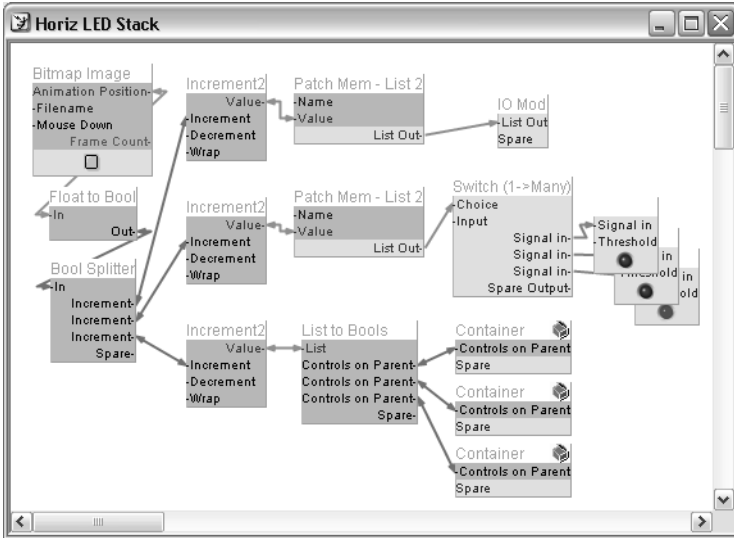 Horiz LED Stack
Bitmap Image
Animation Position
Filename
Mouse Down
Frame Count
Increment2
Value
Increment
Decrement
Wrap
Patch Mem - List 2
Name
Value
List Out
IO Mod
List Out
Spare
Float to Bool
In
Out
Increment2
Value
Increment
Decrement
Wrap
Patch Mem - List 2
Name
Value
List Out
Switch (1->Many)
Choice
Input
Signal in
Signal in
Signal in
Spare Output
Signal in
Threshold
in
Threshold
in
old
Bool Splitter
In
Increment
Increment
Increment
Spare
Increment2
Value
Increment
Decrement
Wrap
List to Bools
List
Controls on Parent
Controls on Parent
Controls on Parent
Spare
Container
Controls on Parent
Spare
Container
Controls on Parent
Spare
Container
Controls on Parent
Spare